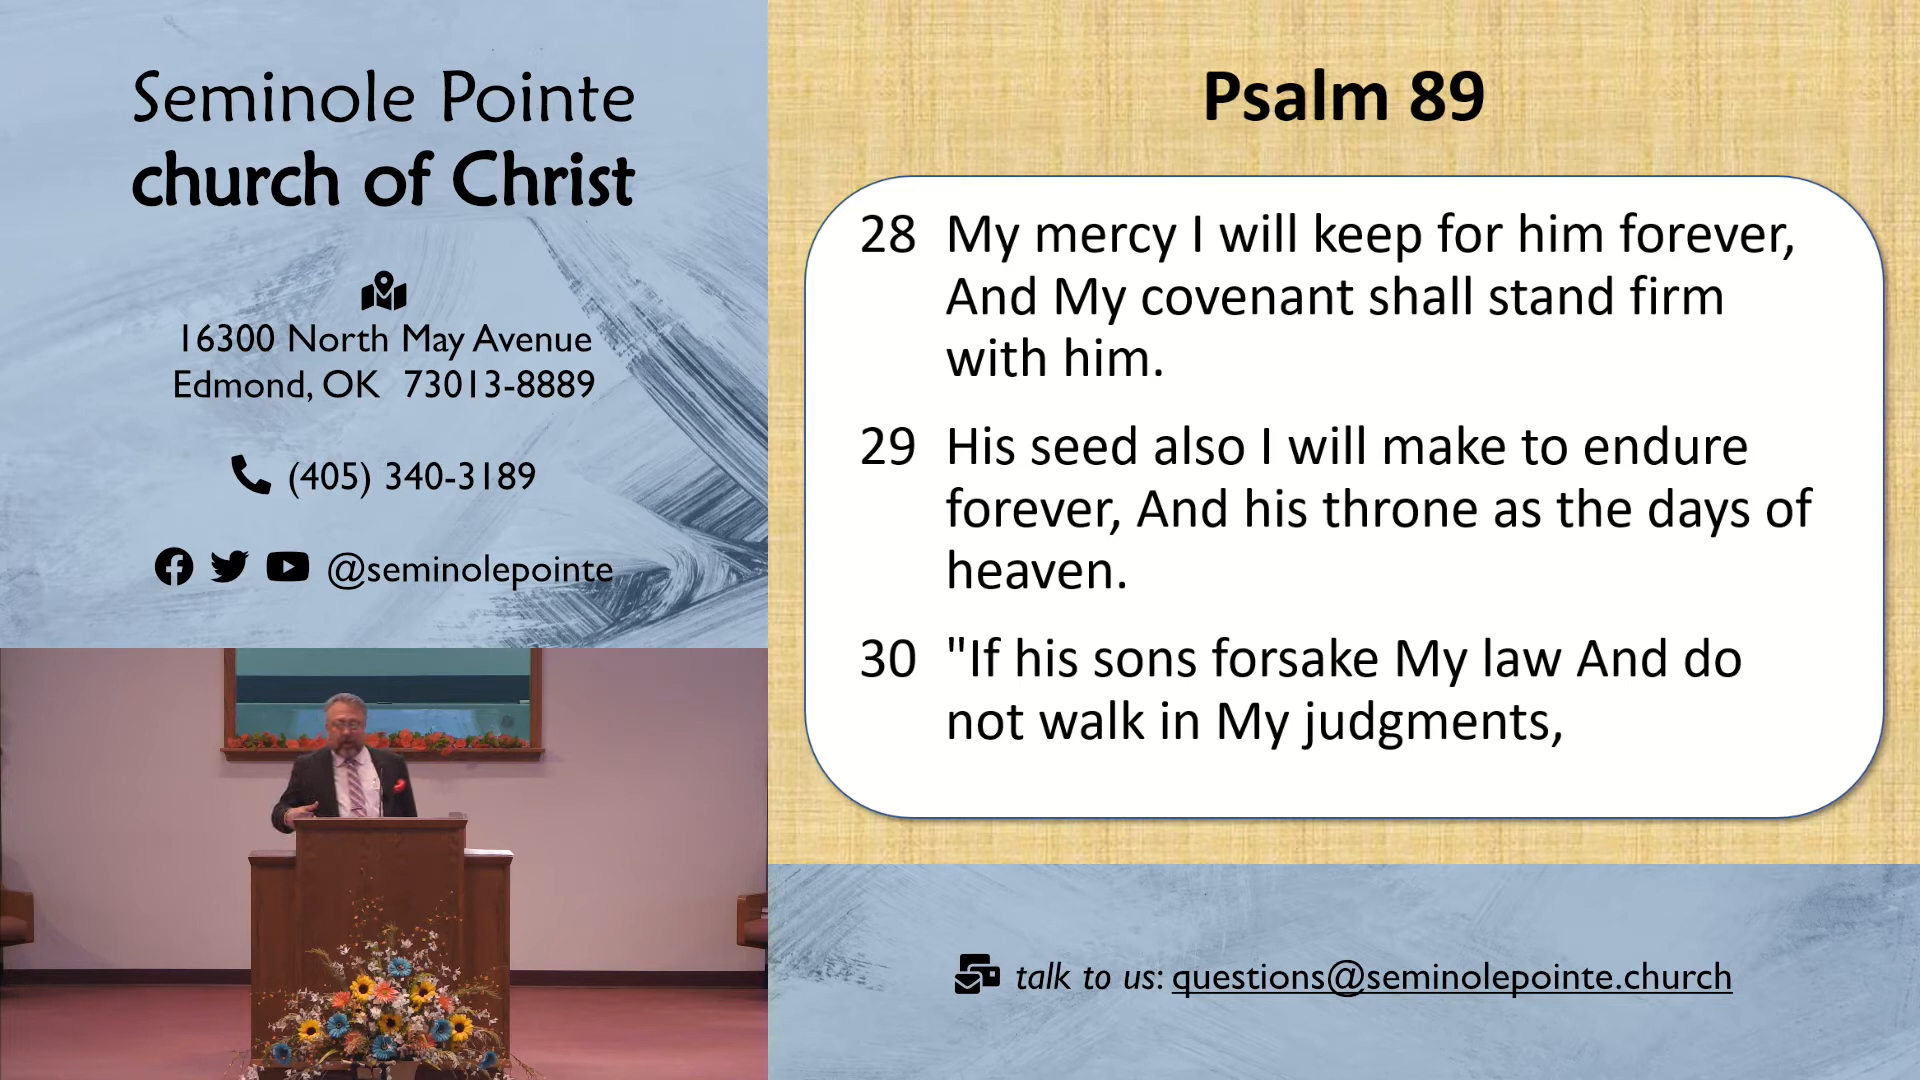 Seminole Pointe
church of Christ
16300 North May Avenue
Edmond, OK 73013-8889
(405) 340-3189
@seminolepointe
Psalm 89
28 My mercy I will keep for him forever,
And My covenant shall stand firm
with him.
29 His seed also I will make to endure
forever, And his throne as the days of
heaven.
30 "If his sons forsake My law And do
not walk in My judgments,
talk to us: questions@seminolepointe.church